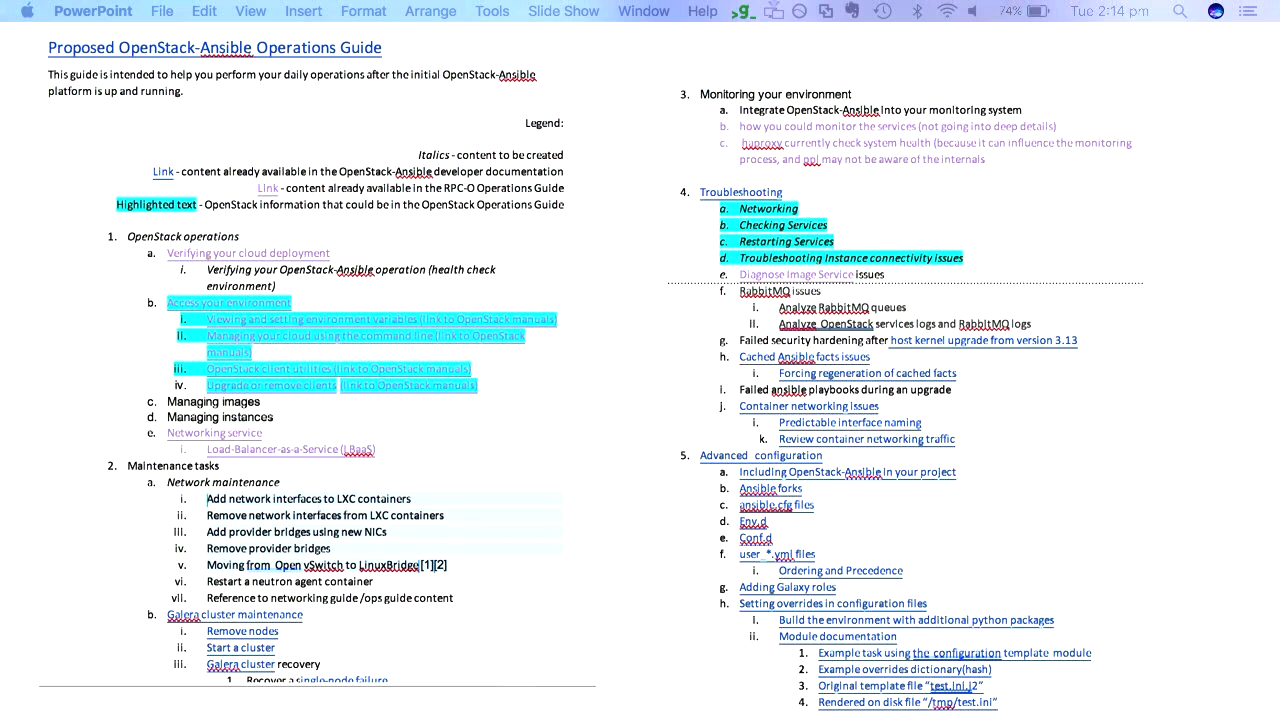 PowerPoint File Edit View Insert Format Arrange Tools Slide Show Window Help 74% Tue 2:14 pm
Proposed OpenStack-Ansible Operations Guide
This guide is intended to help you perform your daily operations after the initial OpenStack-Ansible
platform is up and running.
Legend:
Italics - content to be created
Link - content already available in the OpenStack-Ansible developer documentation
Link - content already available in the RPC-O Operations Guide
Highlighted text - OpenStack information that could be in the OpenStack Operations Guide
1. OpenStack operations
a. Verifying your cloud deployment
i. Verifying your OpenStack-Ansible operation (health check
environment)
b. Access your environment
i. Viewing and setting environment variables (link to OpenStack manuals)
ii. Managing your cloud using the command line (link to OpenStack
manuals)
iii. OpenStack client utilities (link to OpenStack manuals)
iv. Upgrade or remove clients (link to OpenStack manuals)
c. Managing images
d. Managing instances
e. Networking service
i. Load-Balancer-as-a-Service (LBaaS)
2. Maintenance tasks
a. Network maintenance
i. Add network interfaces to LXC containers
ii. Remove network interfaces from LXC containers
iii. Add provider bridges using new NICs
iv. Remove provider bridges
v. Moving from Open vSwitch to LinuxBridge [1][2]
vi. Restart a neutron agent container
vii. Reference to networking guide /ops guide content
b. Galera cluster maintenance
i. Remove nodes
ii. Start a cluster
iii. Galera cluster recovery
1. Recover a single-node failure
3. Monitoring your environment
a. Integrate OpenStack-Ansible into your monitoring system
b. how you could monitor the services (not going into deep details)
c. haproxy currently check system health (because it can influence the monitoring
process, and ppl may not be aware of the internals
4. Troubleshooting
a. Networking
b. Checking Services
c. Restarting Services
d. Troubleshooting Instance connectivity issues
e. Diagnose Image Service issues
f. RabbitMQ issues
i. Analyze RabbitMQ queues
ii. Analyze OpenStack services logs and RabbitMQ logs
g. Failed security hardening after host kernel upgrade from version 3.13
h. Cached Ansible facts issues
i. Forcing regeneration of cached facts
i. Failed ansible playbooks during an upgrade
j. Container networking issues
i. Predictable interface naming
k. Review container networking traffic
5. Advanced configuration
a. Including OpenStack-Ansible in your project
b. Ansible forks
c. ansible.cfg files
d. Env.d
e. Conf.d
f. user_*.yml files
i. Ordering and Precedence
g. Adding Galaxy roles
h. Setting overrides in configuration files
i. Build the environment with additional python packages
ii. Module documentation
1. Example task using the configuration template module
2. Example overrides dictionary(hash)
3. Original template file “test.ini.j2”
4. Rendered on disk file “/tmp/test.ini”